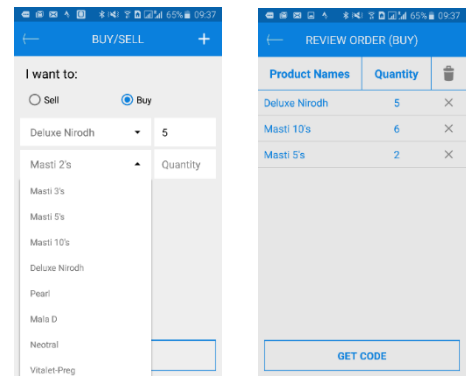 65% 09:37
BUY/SELL +
I want to:
Sell Buy
Deluxe Nirodh 5
Masti 2's Quantity
Masti 3's
Masti 5's
Masti 10's
Deluxe Nirodh
Pearl
Mala D
Neotral
Vitalet-Preg
65% 09:37
REVIEW ORDER (BUY)
Product Names Quantity
Deluxe Nirodh 5
Masti 10's 6
Masti 5's 2
GET CODE